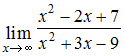 lim x→∞ (x² − 2x + 7)/(x² + 3x − 9)